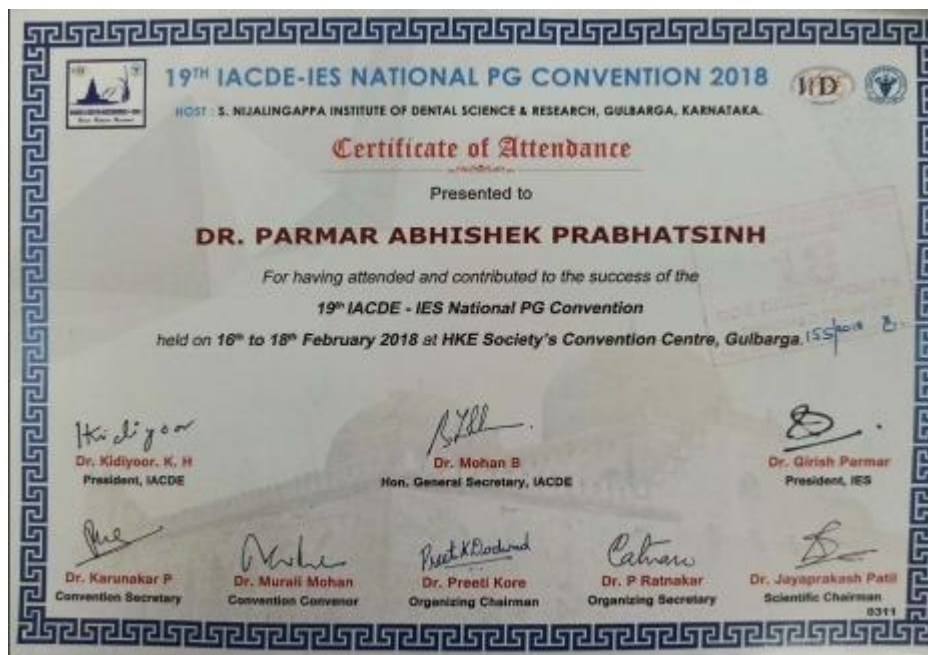 19TH IACDE-IES NATIONAL PG CONVENTION 2018
HOST : S. NIJALINGAPPA INSTITUTE OF DENTAL SCIENCE & RESEARCH, GULBARGA, KARNATAKA.
Certificate of Attendance
Presented to
DR. PARMAR ABHISHEK PRABHATSINH
For having attended and contributed to the success of the
19th IACDE - IES National PG Convention
held on 16th to 18th February 2018 at HKE Society's Convention Centre, Gulbarga.
Dr. Kidiyoor. K. H
President, IACDE
Dr. Mohan B
Hon. General Secretary, IACDE
Dr. Girish Parmar
President, IES
Dr. Karunakar P
Convention Secretary
Dr. Murali Mohan
Convention Convenor
Dr. Preeti Kore
Organizing Chairman
Dr. P Ratnakar
Organizing Secretary
Dr. Jayaprakash Patil
Scientific Chairman
0311